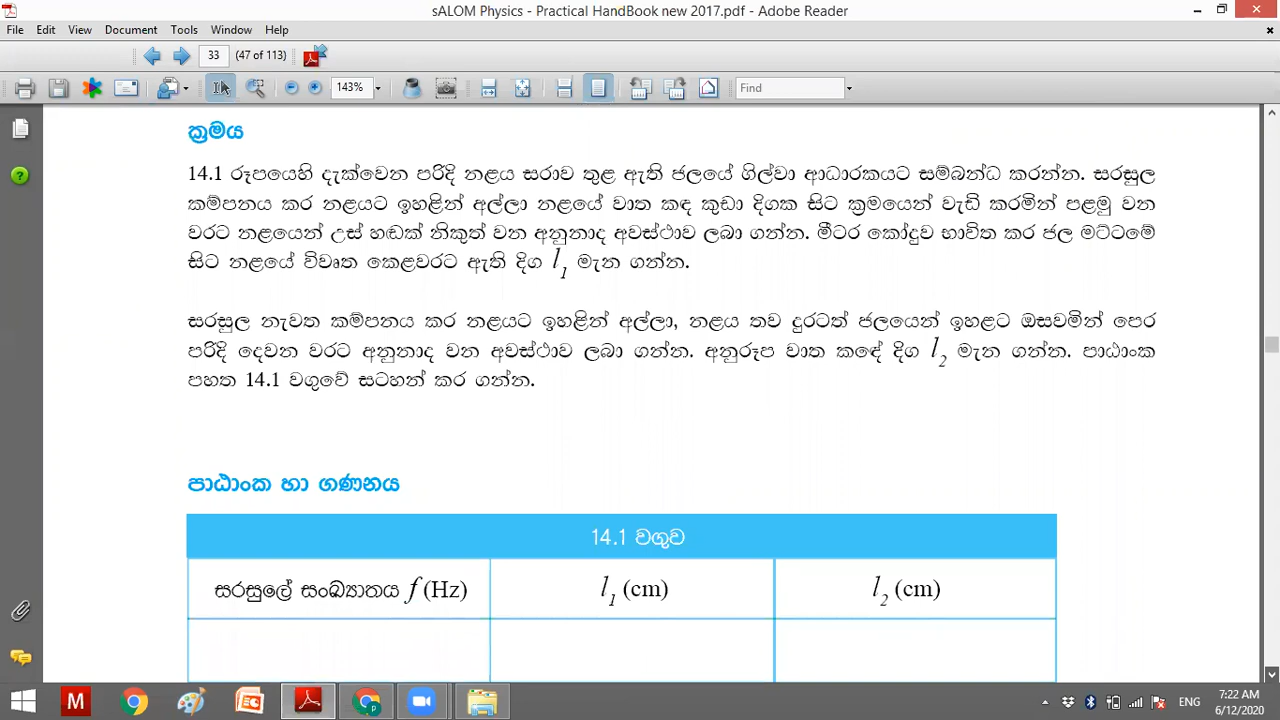 sALOM Physics - Practical HandBook new 2017.pdf - Adobe Reader
File Edit View Document Tools Window Help
33 (47 of 113)
143% Find
ක්‍රමය
14.1 රූපයෙහි දැක්වෙන පරිදි නළය සරාව තුළ ඇති ජලයේ ගිල්වා ආධාරකයට සම්බන්ධ කරන්න. සරසුල
කම්පනය කර නළයට ඉහළින් අල්ලා නළයේ වාත කඳ කුඩා දිගක සිට ක්‍රමයෙන් වැඩි කරමින් පළමු වන
වරට නළයෙන් උස් හඬක් නිකුත් වන අනුනාද අවස්ථාව ලබා ගන්න. මීටර කෝදුව භාවිත කර ජල මට්ටමේ
සිට නළයේ විවෘත කෙළවරට ඇති දිග l1 මැන ගන්න.
සරසුල නැවත කම්පනය කර නළයට ඉහළින් අල්ලා, නළය තව දුරටත් ජලයෙන් ඉහළට ඔසවමින් පෙර
පරිදි දෙවන වරට අනුනාද වන අවස්ථාව ලබා ගන්න. අනුරූප වාත කඳේ දිග l2 මැන ගන්න. පාඨාංක
පහත 14.1 වගුවේ සටහන් කර ගන්න.
පාඨාංක හා ගණනය
14.1 වගුව
සරසුලේ සංඛ්‍යාතය f (Hz) l1 (cm) l2 (cm)
ENG 7:22 AM
6/12/2020